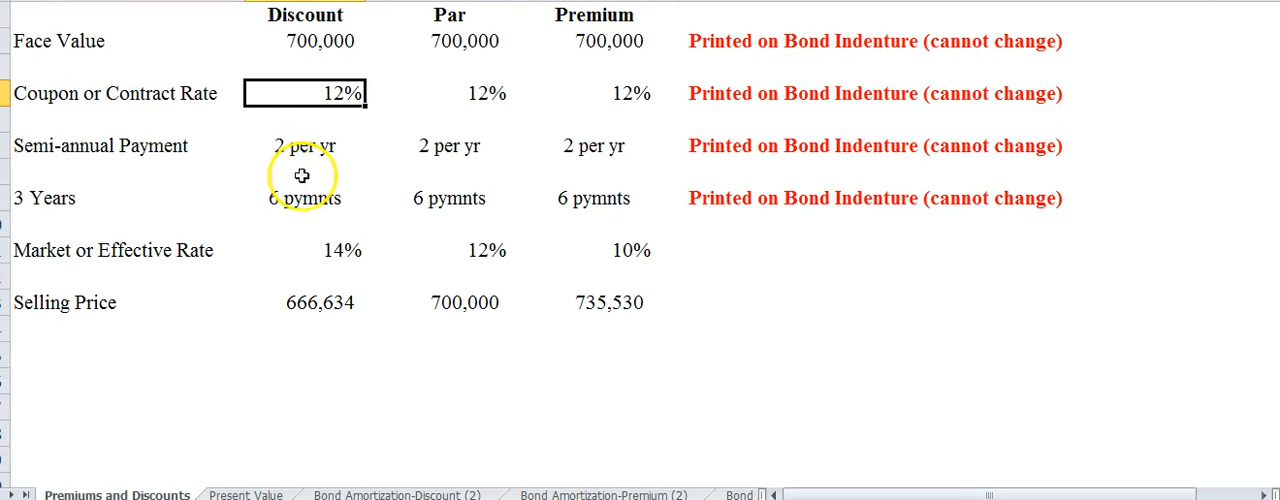 Discount Par Premium
Face Value 700,000 700,000 700,000 Printed on Bond Indenture (cannot change)
Coupon or Contract Rate 12% 12% 12% Printed on Bond Indenture (cannot change)
Semi-annual Payment 2 per yr 2 per yr 2 per yr Printed on Bond Indenture (cannot change)
3 Years 6 pymnts 6 pymnts 6 pymnts Printed on Bond Indenture (cannot change)
Market or Effective Rate 14% 12% 10%
Selling Price 666,634 700,000 735,530
Premiums and Discounts Present Value Bond Amortization-Discount (2) Bond Amortization-Premium (2) Bond